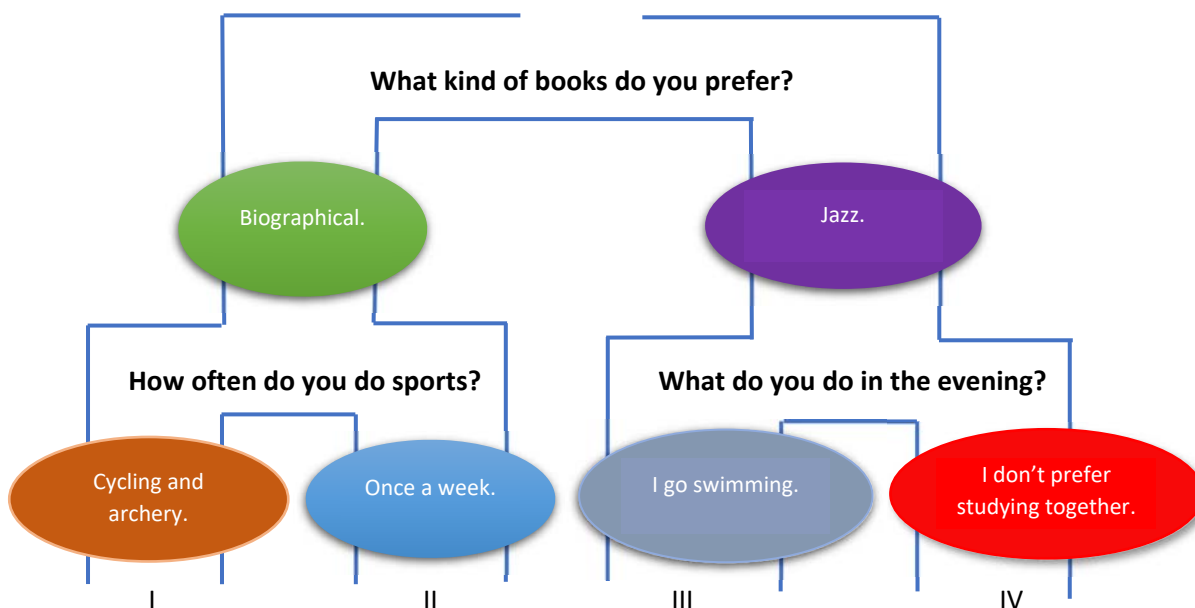 What kind of books do you prefer?
Biographical.
Jazz.
How often do you do sports?
What do you do in the evening?
Cycling and
archery.
Once a week.
I go swimming.
I don’t prefer
studying together.
I
II
III
IV